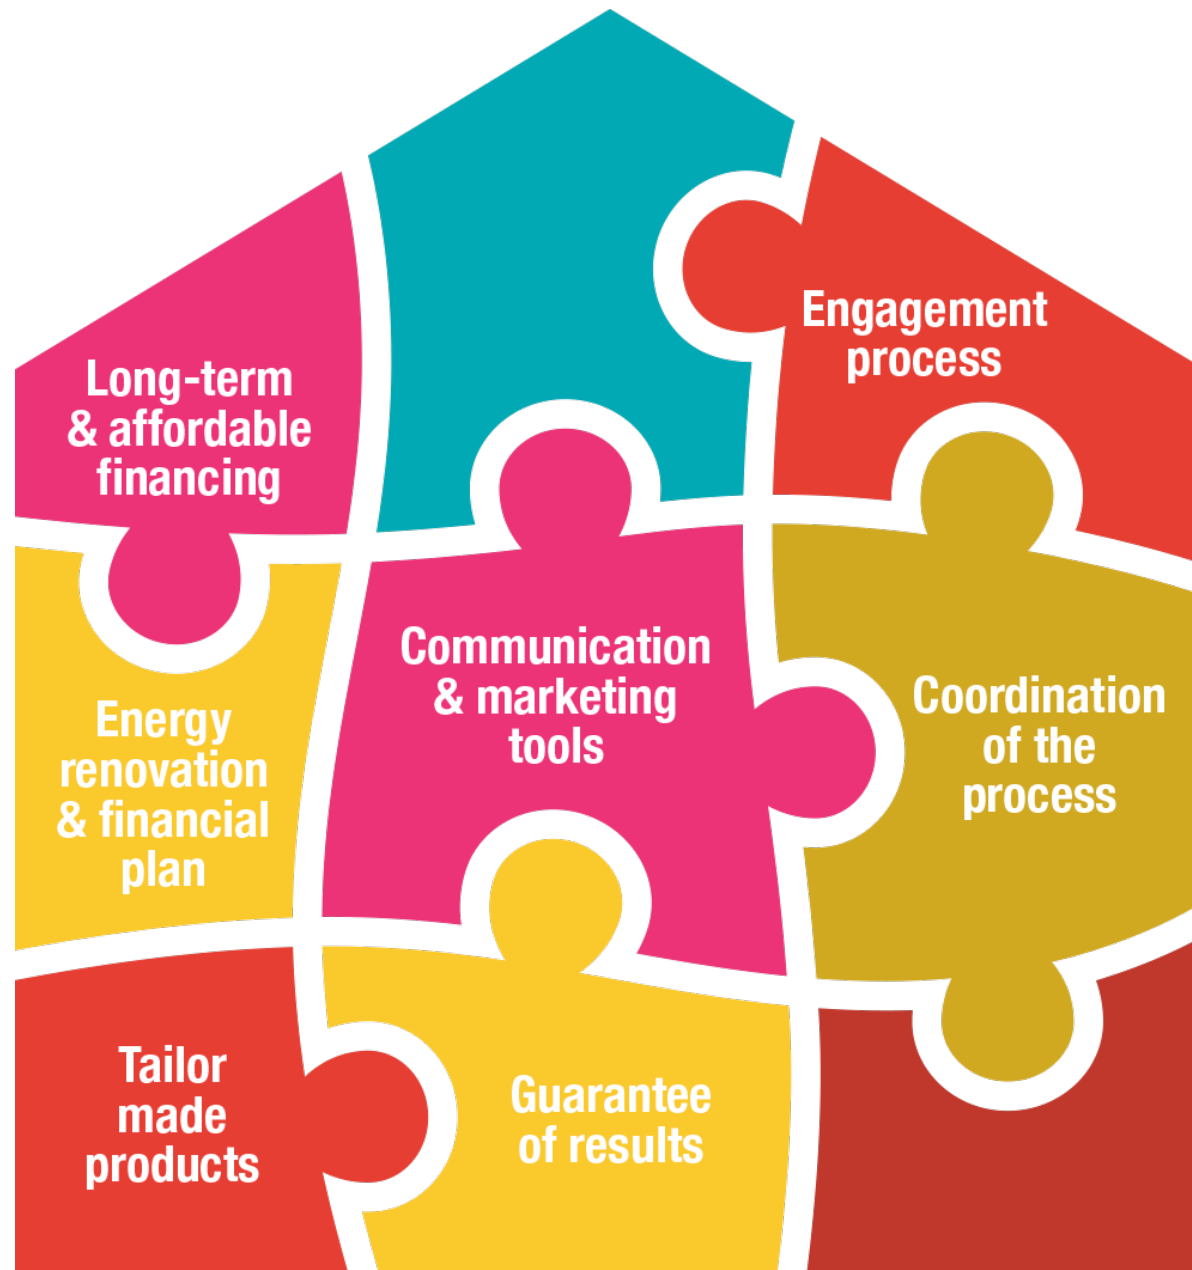 Engagement
process
Long-term
& affordable
financing
Communication
& marketing
tools
Coordination
of the
process
Energy
renovation
& financial
plan
Tailor
made
products
Guarantee
of results